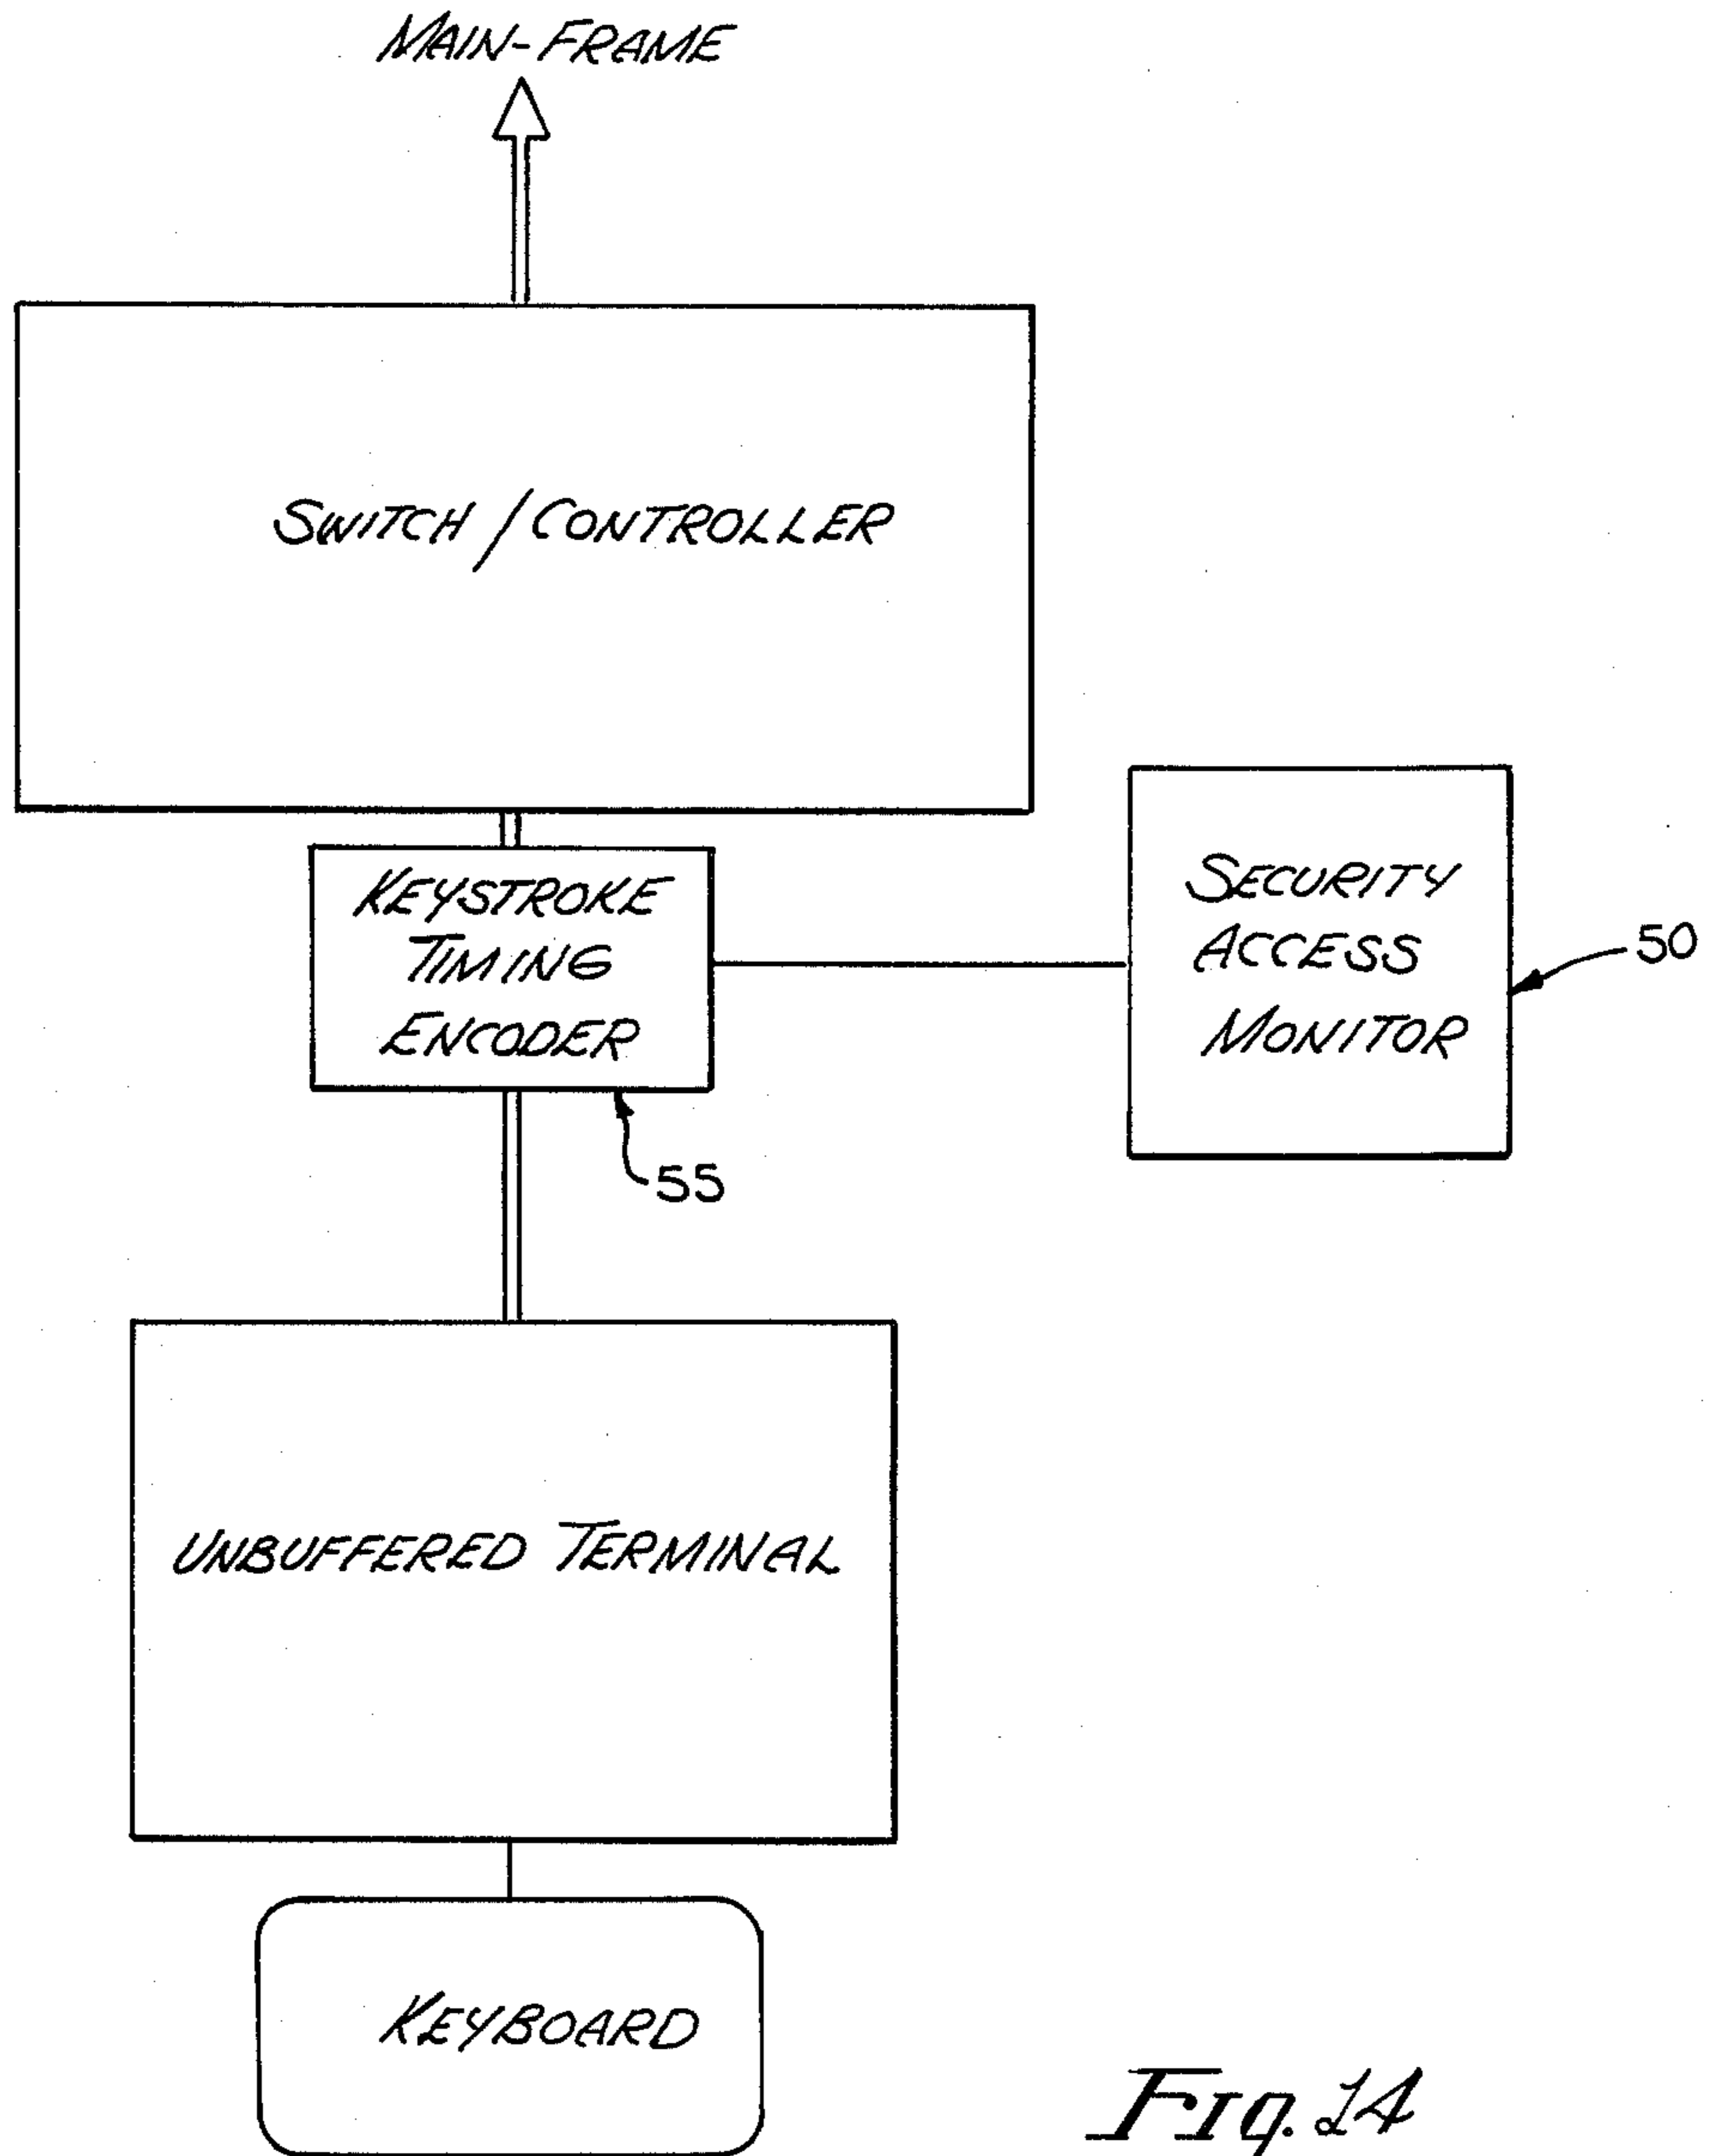 MAIN-FRAME
SWITCH/CONTROLLER
KEYSTROKE
TIMING
ENCODER
SECURITY
ACCESS
MONITOR
50
55
UNBUFFERED TERMINAL
KEYBOARD
FIG. 14